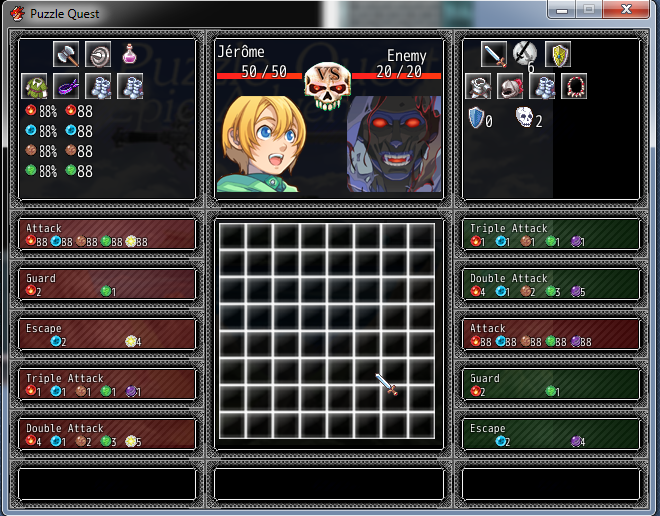 Puzzle Quest
Jérôme
Enemy
50/50
VS
20/20
6
88% 88
88% 88
88% 88
88% 88
0
2
Attack
88 88 88 88 88
Guard
2 1
Escape
2 4
Triple Attack
1 1 1 1 1
Double Attack
4 1 2 3 5
Triple Attack
1 1 1 1 1
Double Attack
4 1 2 3 5
Attack
88 88 88 88 88
Guard
2 1
Escape
2 4